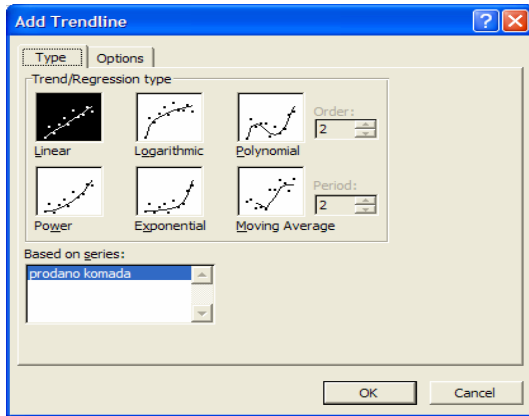 Add Trendline
Type Options
Trend/Regression type
Linear Logarithmic Polynomial
Order:
2
Power Exponential Moving Average
Period:
2
Based on series:
prodano komada
OK Cancel